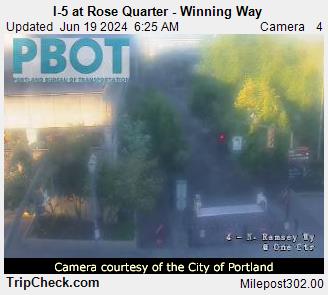 I-5 at Rose Quarter - Winning Way
Updated Jun 19 2024 6:25 AM Camera 4
PBOT
PORTLAND BUREAU OF TRANSPORTATION
4 - N. Ramsey Wy
@ One Ctr
Camera courtesy of the City of Portland
TripCheck.com Milepost302.00